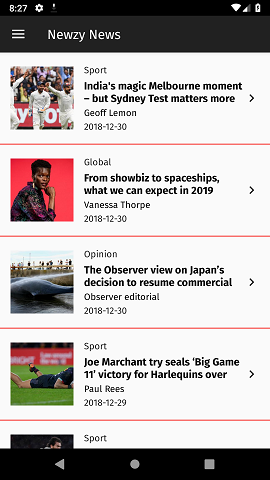 8:27
Newzy News
Sport
India's magic Melbourne moment
– but Sydney Test matters more
Geoff Lemon
2018-12-30
Global
From showbiz to spaceships,
what we can expect in 2019
Vanessa Thorpe
2018-12-30
Opinion
The Observer view on Japan’s
decision to resume commercial
Observer editorial
2018-12-30
Sport
Joe Marchant try seals ‘Big Game
11’ victory for Harlequins over
Paul Rees
2018-12-29
Sport